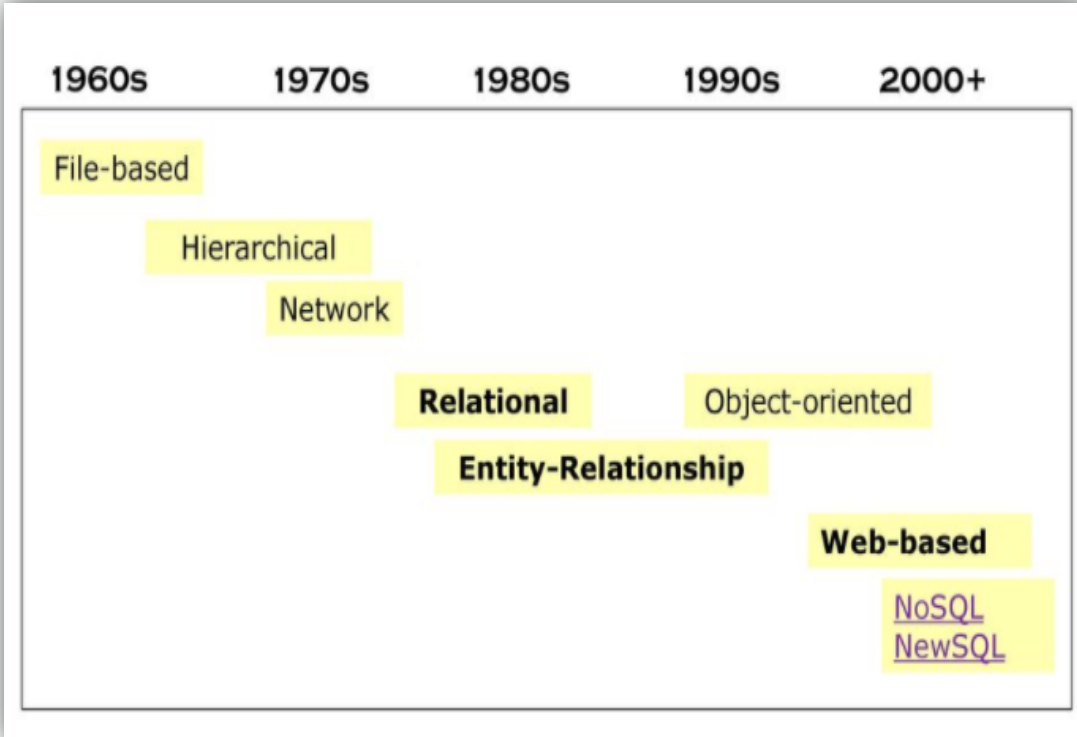 1960s 1970s 1980s 1990s 2000+
File-based
Hierarchical
Network
Relational Object-oriented
Entity-Relationship
Web-based
NoSQL
NewSQL